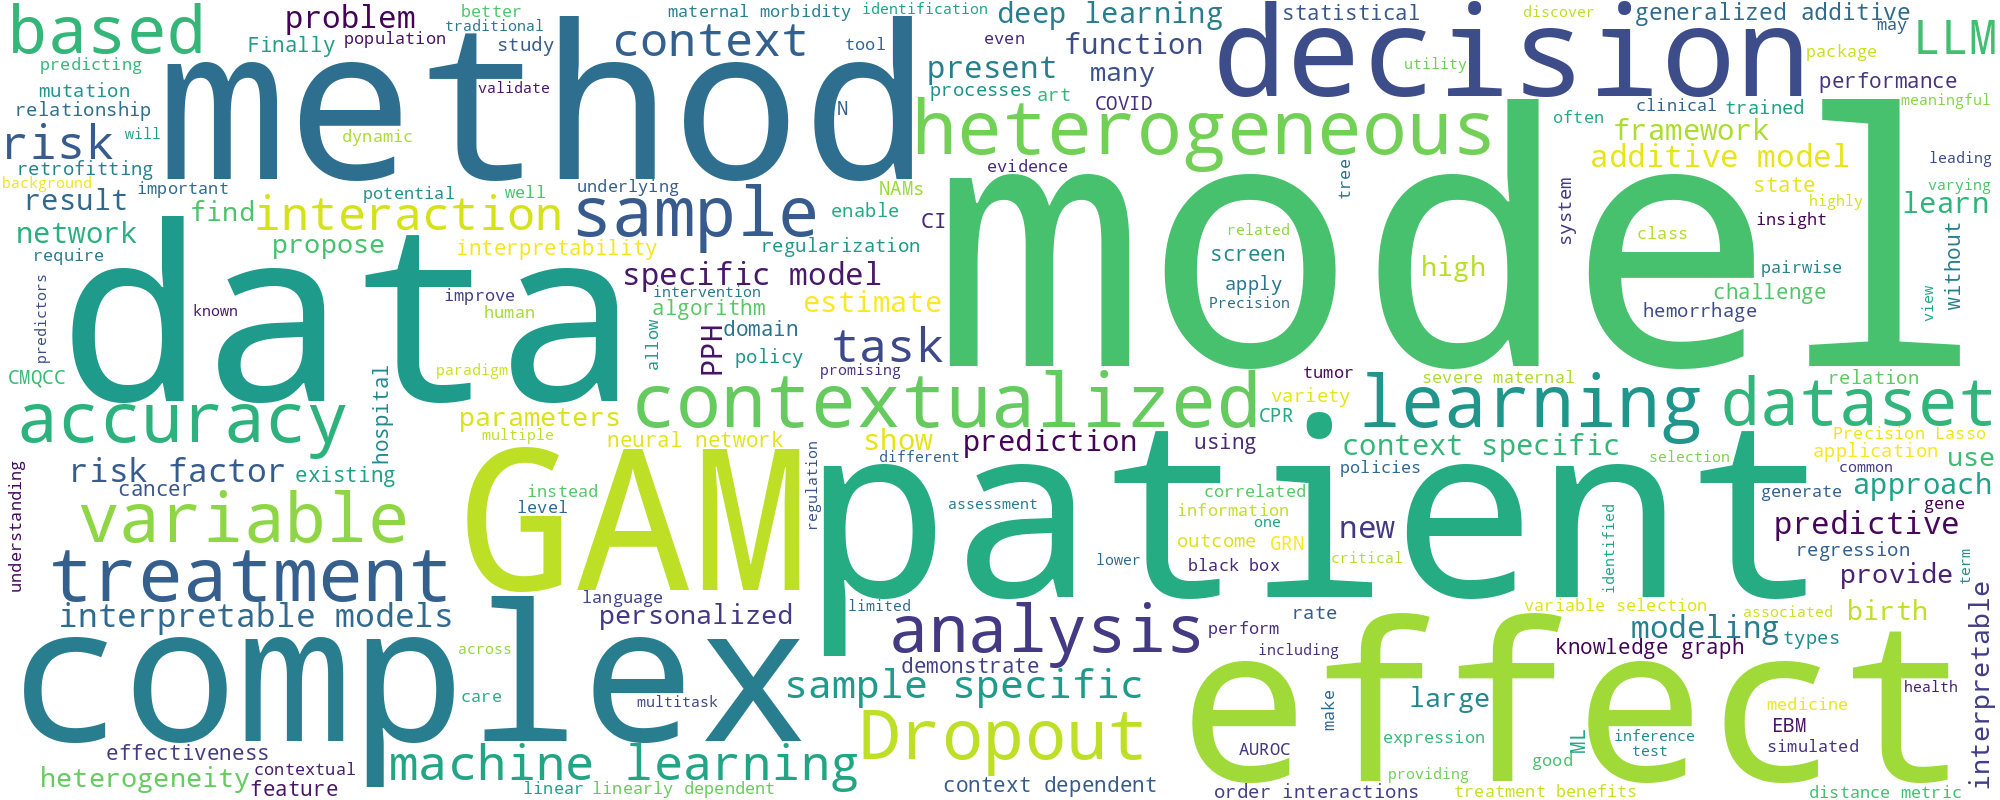 based
problem
better
traditional
maternal morbidity
identification
deep learning
statistical
discover
generalized additive
may
LLM
Finally
population
study
context
tool
even
function
decision
package
predicting
method
present
many
utility
performance
mutation
validate
N
processes
art
COVID
relationship
heterogeneous
often
clinical
trained
meaningful
risk
will
dynamic
framework
retrofitting
evidence
tree
additive model
leading
background
important
potential
well
underlying
NAMs
model
system
state
varying
result
find
interaction
sample
enable
CI
highly
learn
insight
network
propose
interpretability
regularization
related
class
without
require
screen
high
pairwise
data
specific model
apply
challenge
predictors
improve
intervention
estimate
Precision
view
known
human
algorithm
hemorrhage
allow
PPH
domain
task
policy
CMQCC
hospital
paradigm
promising
tumor
severe maternal
relation
accuracy
parameters
contextualized
CPR
variety
learning
dataset
multiple
neural network
show
prediction
using
context specific
Precision Lasso
application
understanding
risk factor
existing
regulation
different
policies
selection
common
use
cancer
GAM
instead
level
patient
assessment
correlated
information
one
generate
approach
gene
variable
new
identified
predictive
outcome
GRN
critical
regression
treatment
lower
black box
provide
term
language
limited
interpretable models
personalized
analysis
rate
variable selection
associated
birth
complex
perform
modeling
types
interpretable
across
demonstrate
including
effect
knowledge graph
care
multitask
sample specific
make
large
health
medicine
Dropout
expression
ML
inference
test
EBM
effectiveness
AUROC
simulated
heterogeneity
contextual
feature
machine learning
good
providing
linear
linearly dependent
context dependent
order interactions
treatment benefits
distance metric